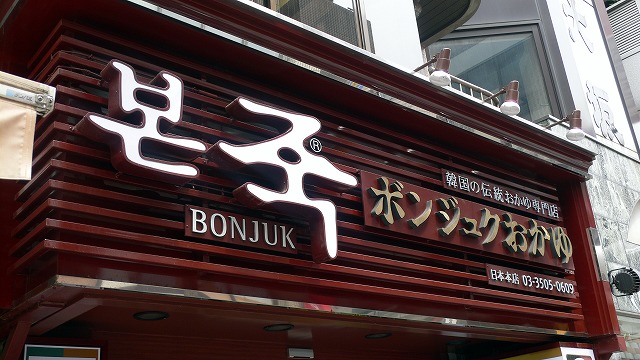 본죽®
BONJUK
韓国の伝統おかゆ専門店
ボンジュクおかゆ
日本本店 03-3505-0609